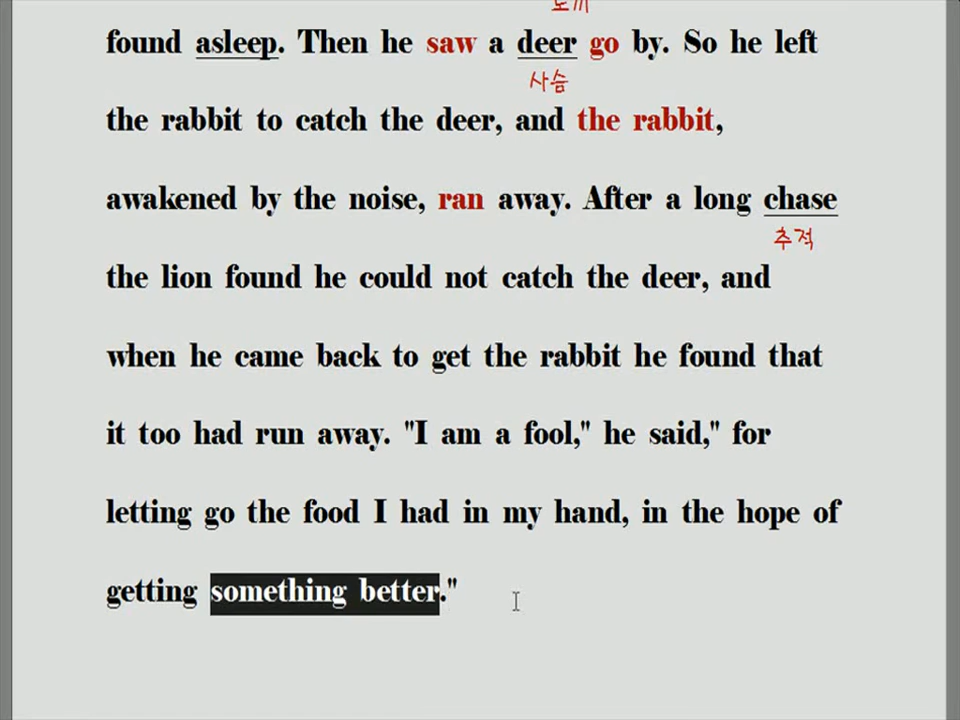 found asleep. Then he saw a deer go by. So he left
사슴
the rabbit to catch the deer, and the rabbit,
awakened by the noise, ran away. After a long chase
추적
the lion found he could not catch the deer, and
when he came back to get the rabbit he found that
it too had run away. "I am a fool," he said," for
letting go the food I had in my hand, in the hope of
getting something better."